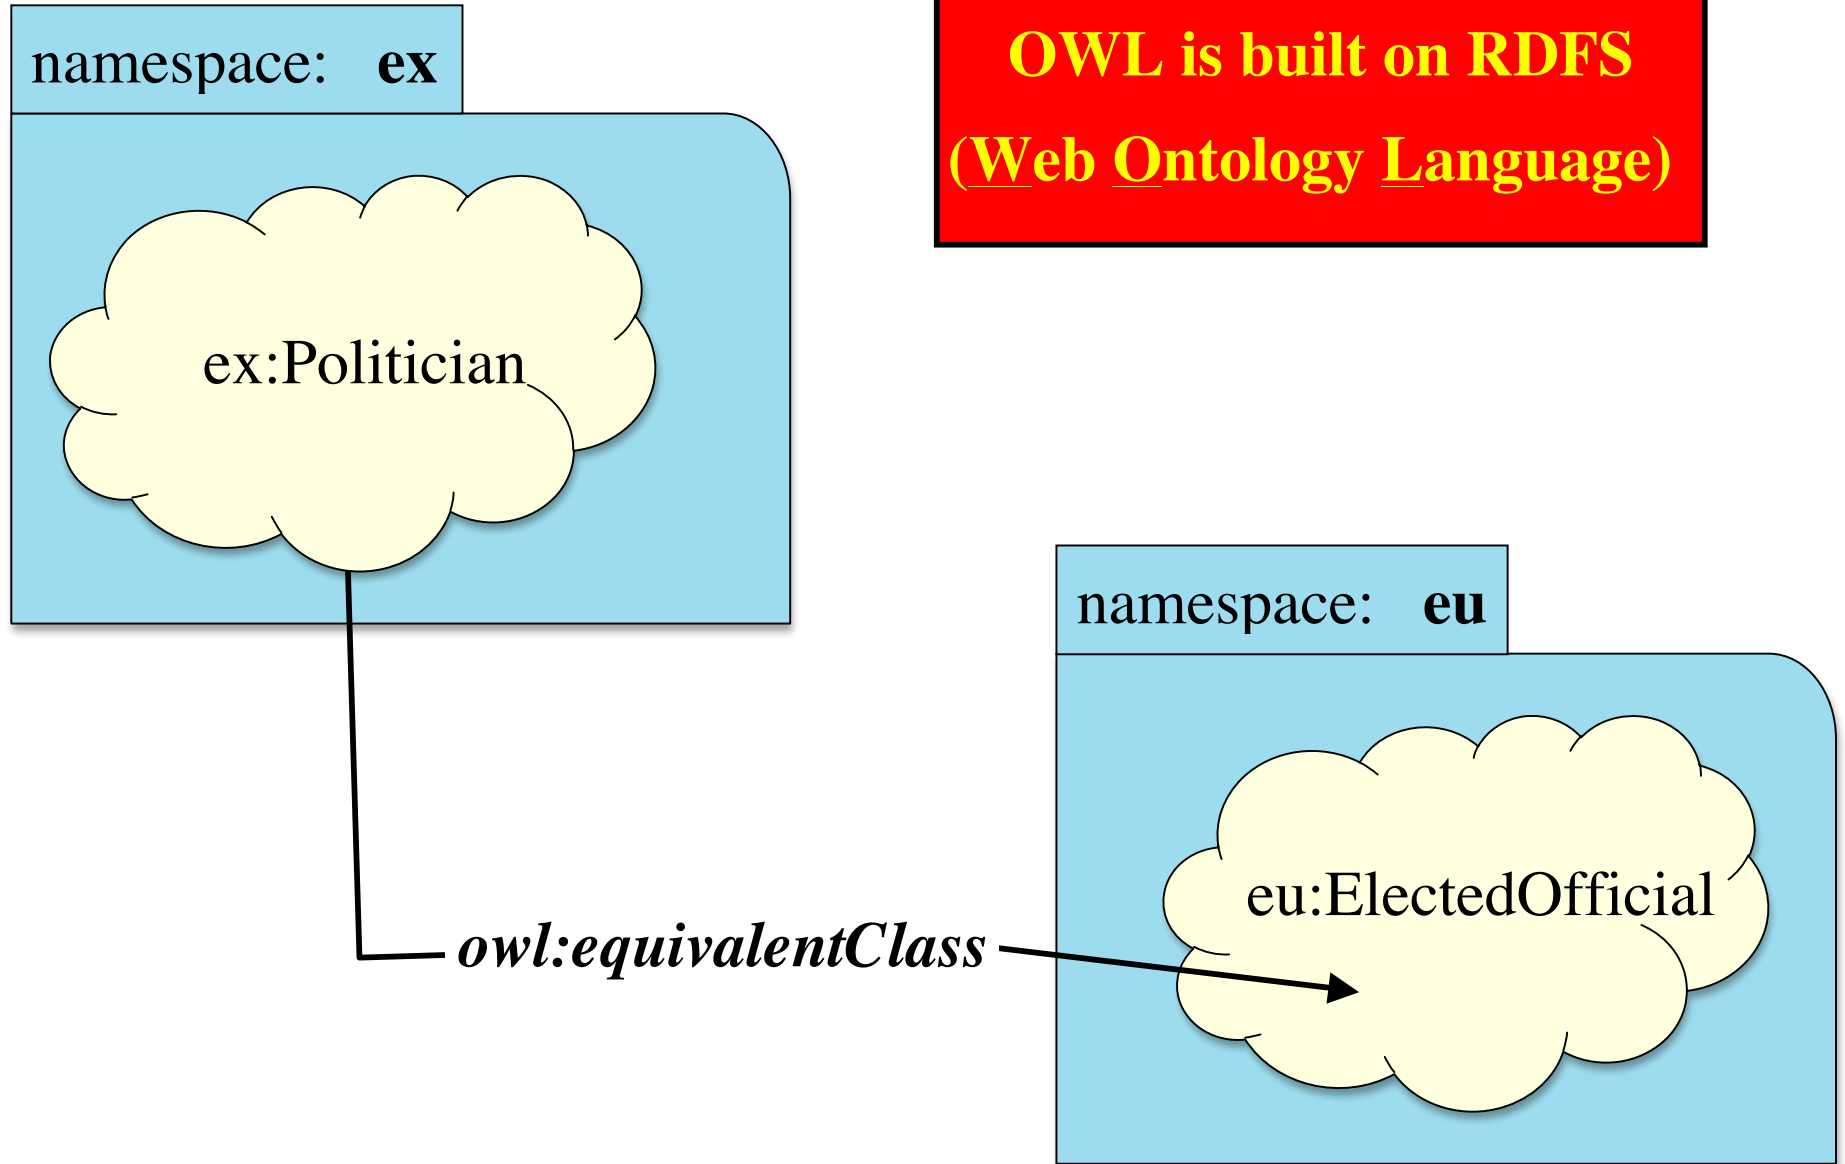 namespace: ex
OWL is built on RDFS
(Web Ontology Language)
ex:Politician
namespace: eu
eu:ElectedOfficial
owl:equivalentClass